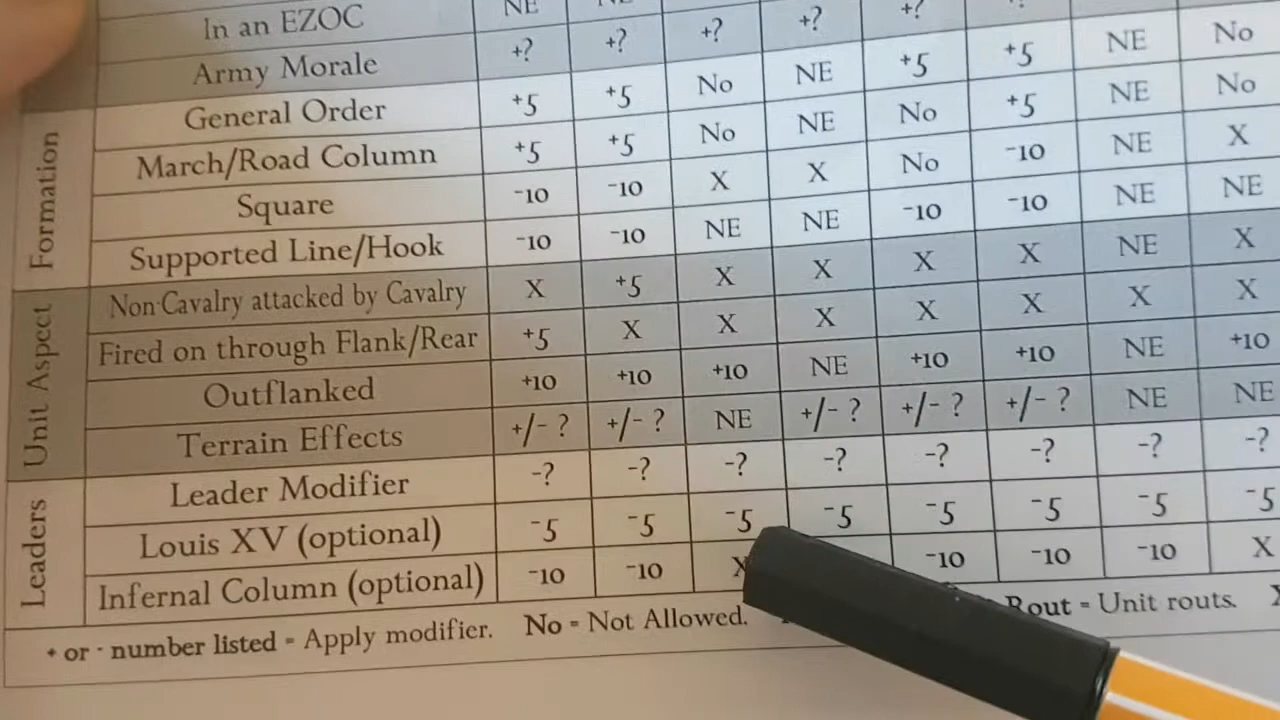 In an EZOC NE NE
Army Morale +? +? +? +? +?
Formation
General Order +5 +5 No NE +5 +5 NE No
March/Road Column +5 +5 No NE No +5 NE No
Square -10 -10 X X No -10 NE X
Supported Line/Hook -10 -10 NE NE -10 -10 NE NE
Unit Aspect
Non-Cavalry attacked by Cavalry X +5 X X X X NE X
Fired on through Flank/Rear +5 X X X X X X X
Outflanked +10 +10 +10 NE +10 +10 NE +10
Terrain Effects +/- ? +/- ? NE +/- ? +/- ? +/- ? NE NE
Leaders
Leader Modifier -? -? -? -? -? -? -? -?
Louis XV (optional) -5 -5 -5 -5 -5 -5 -5 -5
Infernal Column (optional) -10 -10 X -10 -10 -10 X
+ or - number listed = Apply modifier. No = Not Allowed. Rout = Unit routs.